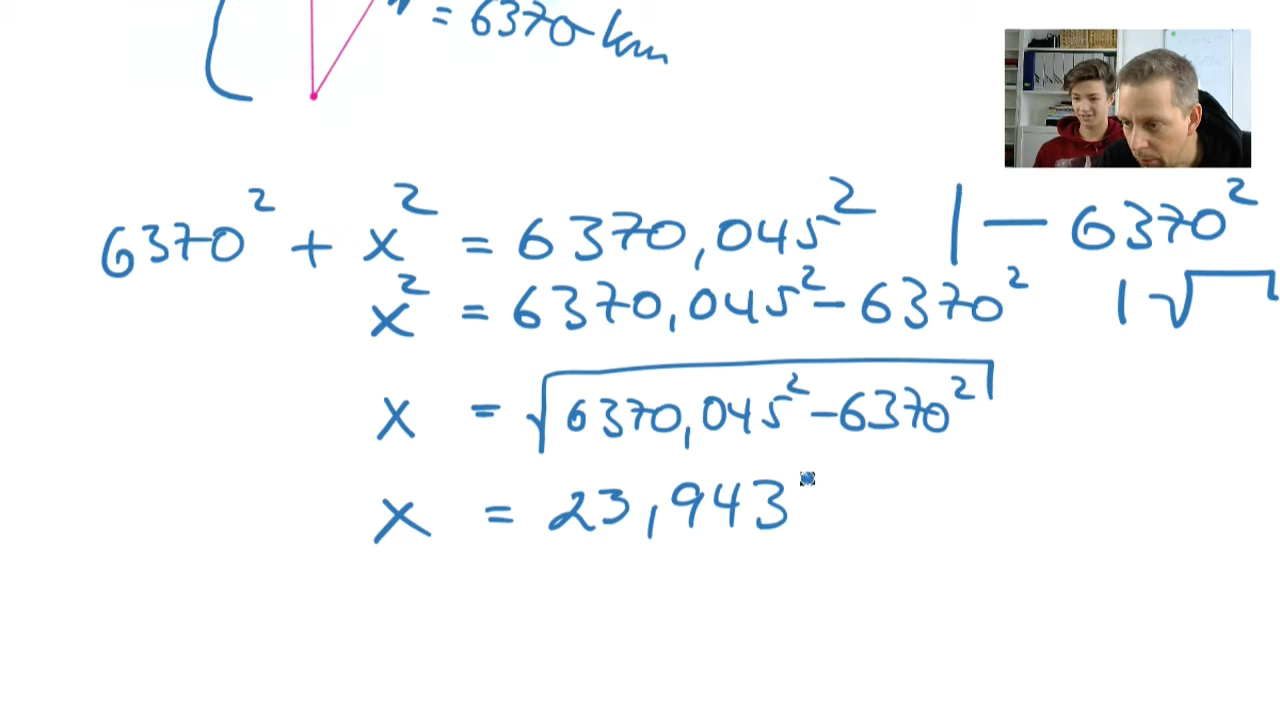 = 6370 km
6370² + x² = 6370,045² | − 6370²
x² = 6370,045² − 6370² | √
x = √6370,045² − 6370²
x = 23,943